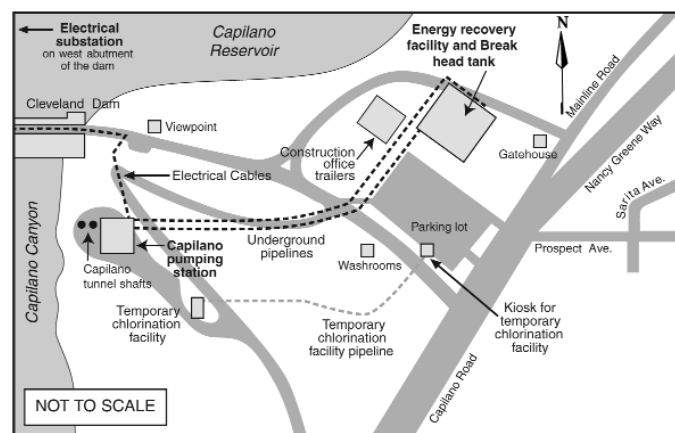 Electrical
substation
on west abutment
of the dam
Capilano
Reservoir
Energy recovery
facility and Break
head tank
N
Mainline Road
Cleveland Dam
Viewpoint
Construction
office
trailers
Gatehouse
Nancy Greene Way
Sarita Ave.
Electrical Cables
Capilano Canyon
Capilano
pumping
station
Underground
pipelines
Parking lot
Prospect Ave.
Washrooms
Capilano
tunnel shafts
Temporary
chlorination
facility
Temporary
chlorination
facility pipeline
Kiosk for
temporary
chlorination
facility
Capilano Road
NOT TO SCALE